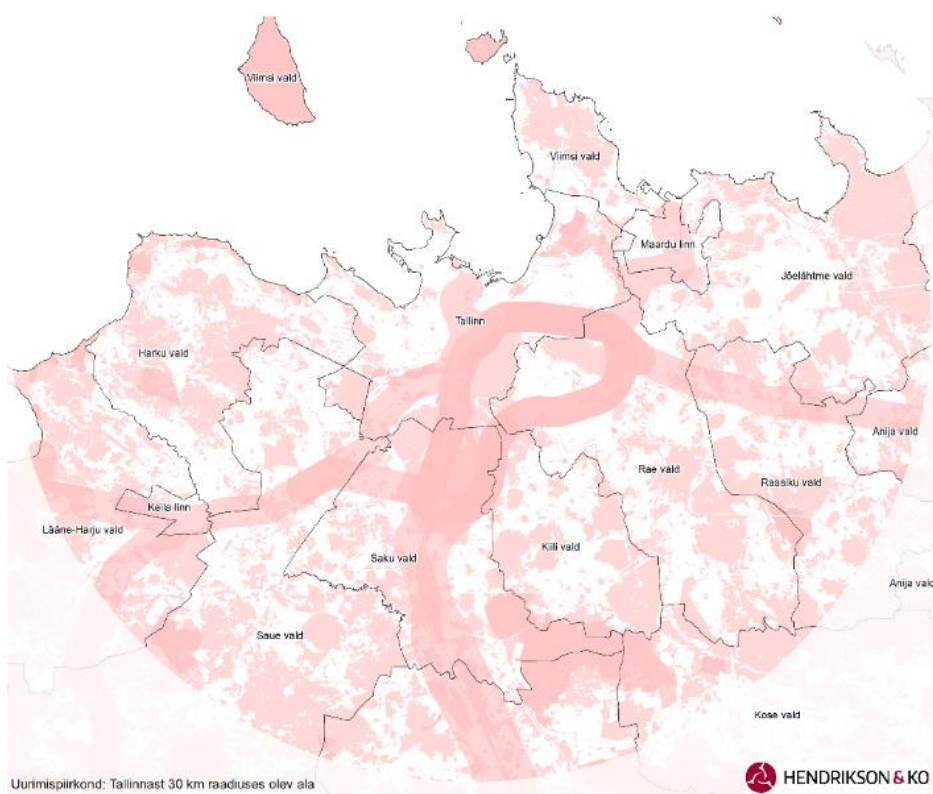 Viimsi vald
Viimsi vald
Maardu linn
Jõelähtme vald
Tallinn
Harku vald
Anija vald
Rae vald
Raasiku vald
Keila linn
Lääne-Harju vald
Kiili vald
Saku vald
Anija vald
Saue vald
Kose vald
Uurimispiirkond: Tallinnast 30 km raadiuses olev ala
HENDRIKSON & KO